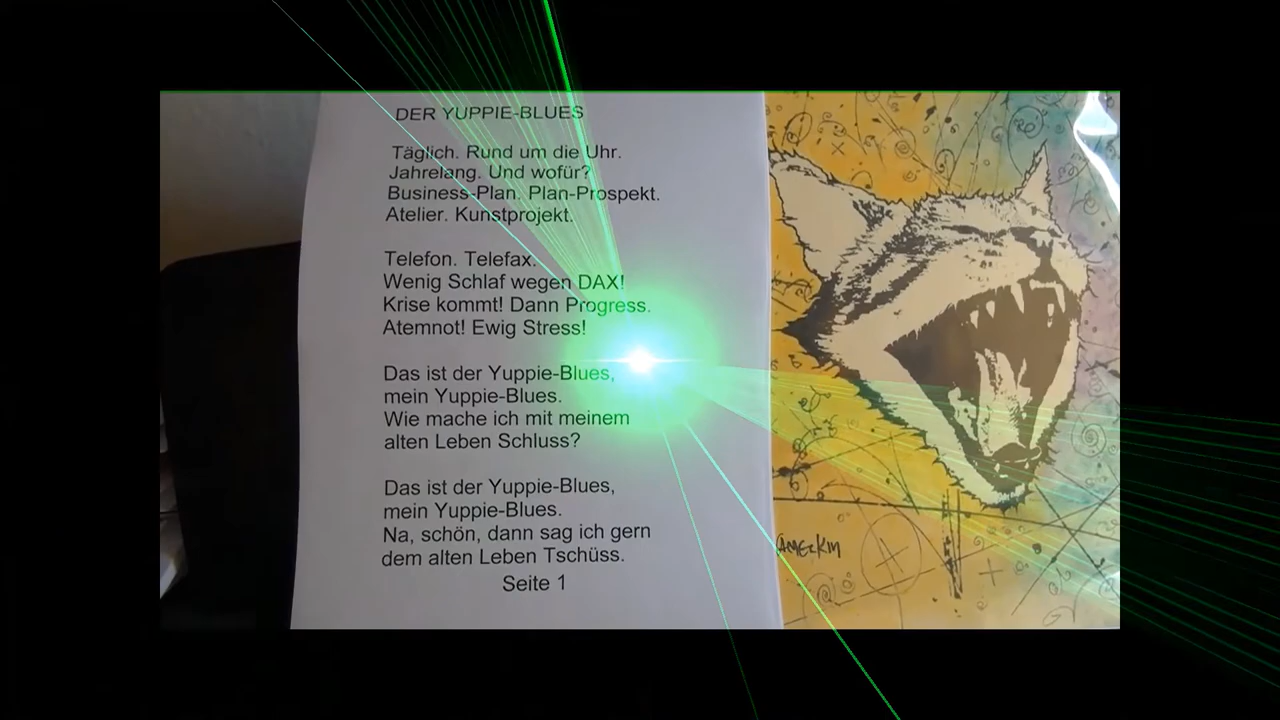 DER YUPPIE-BLUES
Täglich. Rund um die Uhr.
Jahrelang. Und wofür?
Business-Plan. Plan-Prospekt.
Atelier. Kunstprojekt.
Telefon. Telefax.
Wenig Schlaf wegen DAX!
Krise kommt! Dann Progress.
Atemnot! Ewig Stress!
Das ist der Yuppie-Blues,
mein Yuppie-Blues.
Wie mache ich mit meinem
alten Leben Schluss?
Das ist der Yuppie-Blues,
mein Yuppie-Blues.
Na, schön, dann sag ich gern
dem alten Leben Tschüss.
Seite 1